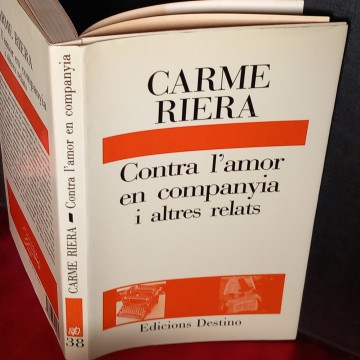 CARME
RIERA
Contra l'amor
en companyia
i altres relats
Edicions Destino
CARME RIERA - Contra l'amor en companyia
38